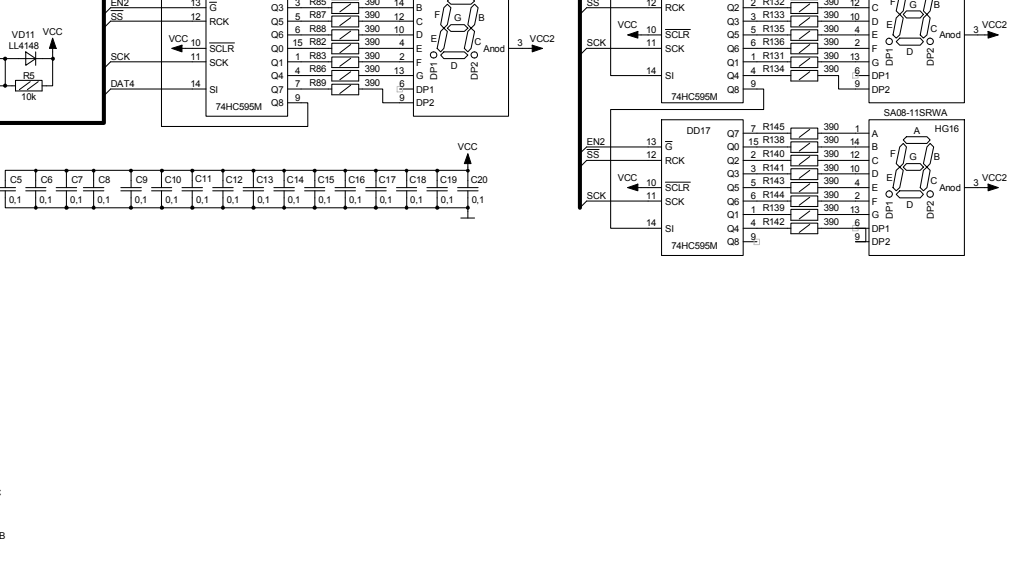 EN2 13 G Q3 3 R85 390 14 B
SS 12 RCK Q5 5 R87 390 12 C
Q6 6 R88 390 10 D
VCC 10 SCLR Q0 15 R82 390 4 E
SCK 11 SCK Q1 1 R83 390 2 F
Q4 4 R86 390 13 G
DAT4 14 SI Q7 7 R89 390 6 DP1
Q8 9 9 DP2
74HC595M
F G B E C D DP1 DP2
Anod 3 VCC2
VD11 VCC
LL4148
R5
10k
SS 12 RCK Q2 2 R132 390 12 C
Q3 3 R133 390 10 D
VCC 10 SCLR Q5 5 R135 390 4 E
SCK 11 SCK Q6 6 R136 390 2 F
Q1 1 R131 390 13 G
14 SI Q4 4 R134 390 6 DP1
Q8 9 9 DP2
74HC595M
F G B E C D DP1 DP2
Anod 3 VCC2
SA08-11SRWA
DD17 Q7 7 R145 390 1 A HG16
EN2 13 G Q0 15 R138 390 14 B
SS 12 RCK Q2 2 R140 390 12 C
Q3 3 R141 390 10 D
VCC 10 SCLR Q5 5 R143 390 4 E
SCK 11 SCK Q6 6 R144 390 2 F
Q1 1 R139 390 13 G
14 SI Q4 4 R142 390 6 DP1
Q8 9 9 DP2
74HC595M
A F G B E C D DP1 DP2
Anod 3 VCC2
VCC
C5 C6 C7 C8 C9 C10 C11 C12 C13 C14 C15 C16 C17 C18 C19 C20
0,1 0,1 0,1 0,1 0,1 0,1 0,1 0,1 0,1 0,1 0,1 0,1 0,1 0,1 0,1 0,1
B